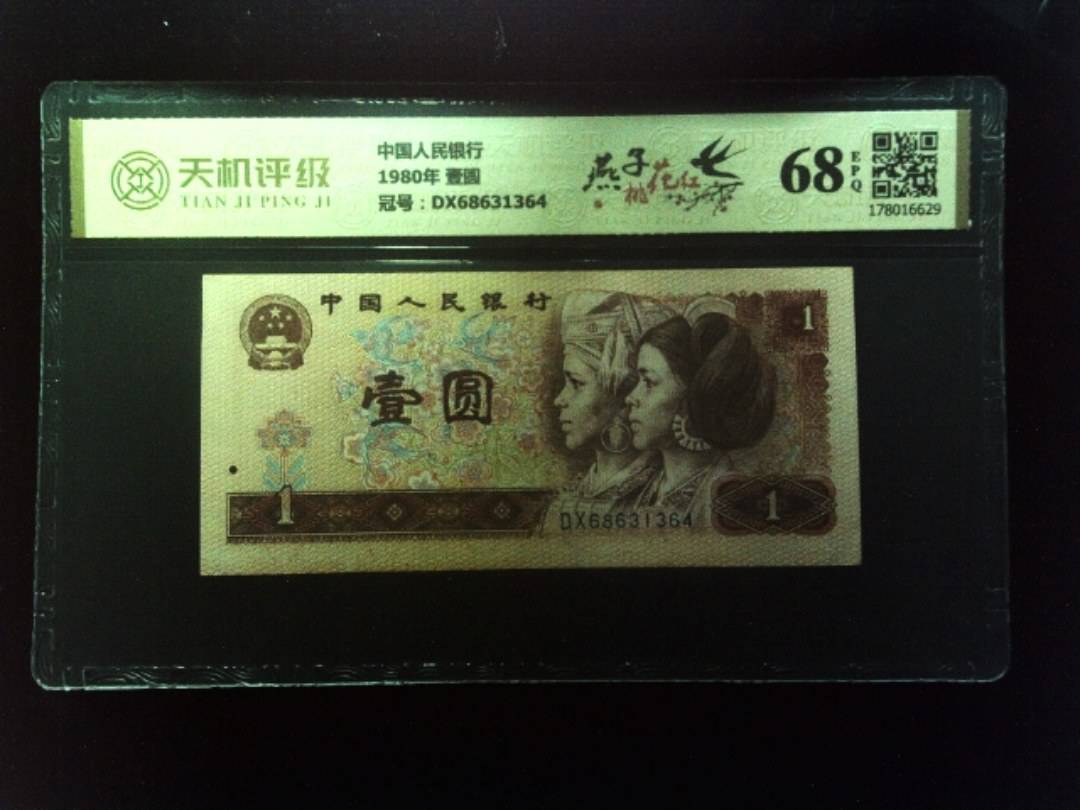 天机评级
TIAN JI PING JI
中国人民银行
1980年 壹圆
冠号：DX68631364
燕子
桃花红
68
EPQ
178016629
中国人民银行
1
壹圆
1
DX68631364
1